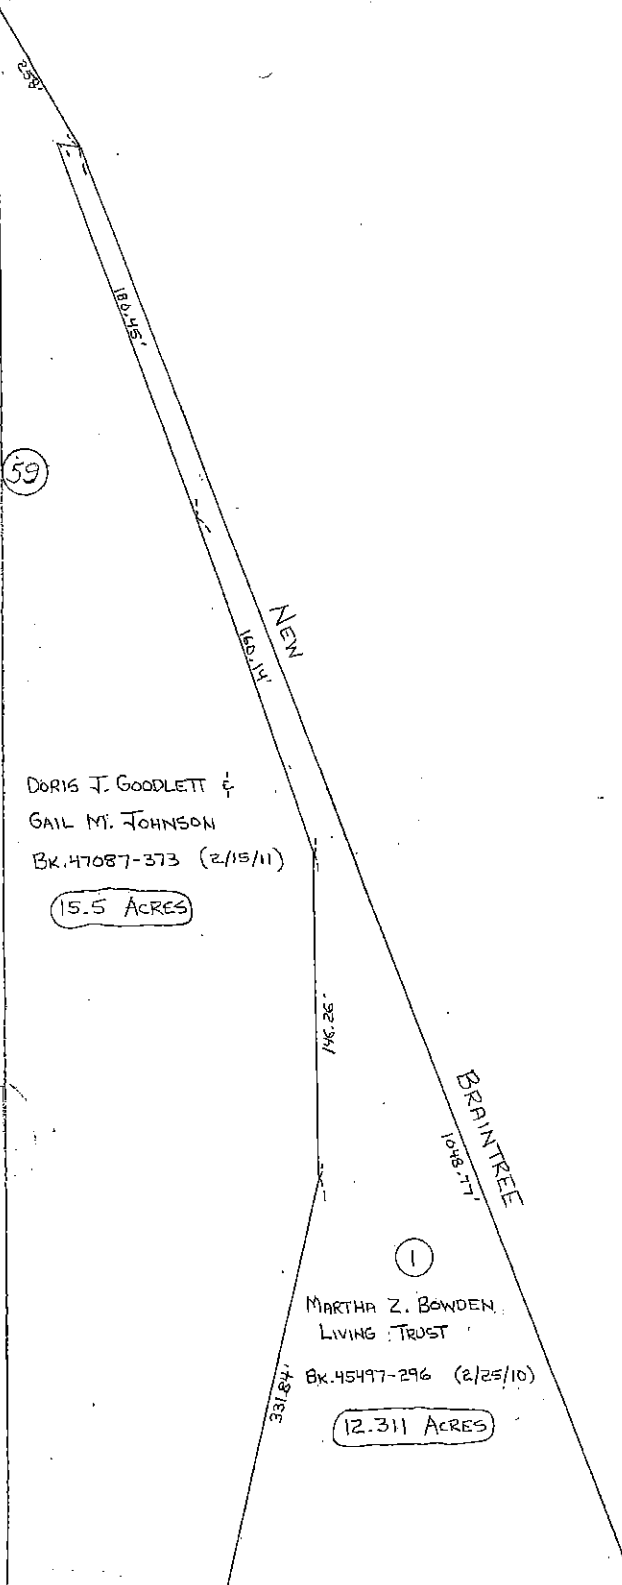 258'
180.45'
59
NEW
160.14'
DORIS J. GOODLETT &
GAIL M. JOHNSON
BK.47087-373 (2/15/11)
15.5 ACRES
146.26'
BRAINTREE
1048.77'
1
MARTHA Z. BOWDEN
LIVING TRUST
BK.45497-296 (2/25/10)
331.84'
12.311 ACRES